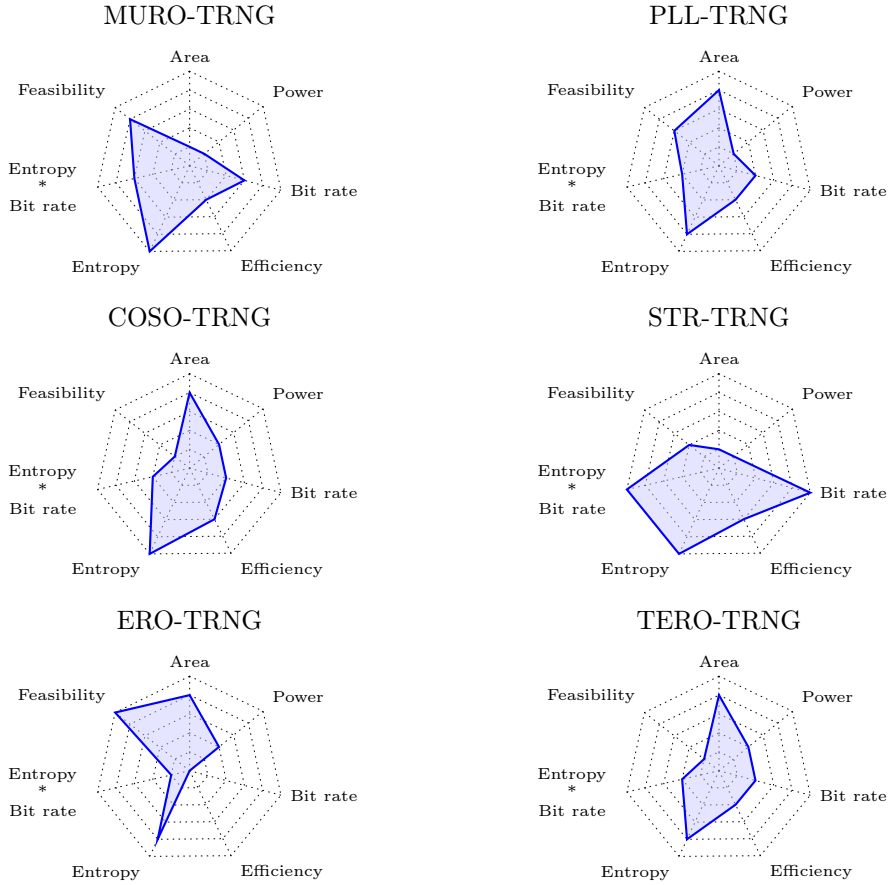 MURO-TRNG
Area
Feasibility
Power
Entropy
*
Bit rate
Bit rate
Entropy
Efficiency
PLL-TRNG
Area
Feasibility
Power
Entropy
*
Bit rate
Bit rate
Entropy
Efficiency
COSO-TRNG
Area
Feasibility
Power
Entropy
*
Bit rate
Bit rate
Entropy
Efficiency
STR-TRNG
Area
Feasibility
Power
Entropy
*
Bit rate
Bit rate
Entropy
Efficiency
ERO-TRNG
Area
Feasibility
Power
Entropy
*
Bit rate
Bit rate
Entropy
Efficiency
TERO-TRNG
Area
Feasibility
Power
Entropy
*
Bit rate
Bit rate
Entropy
Efficiency